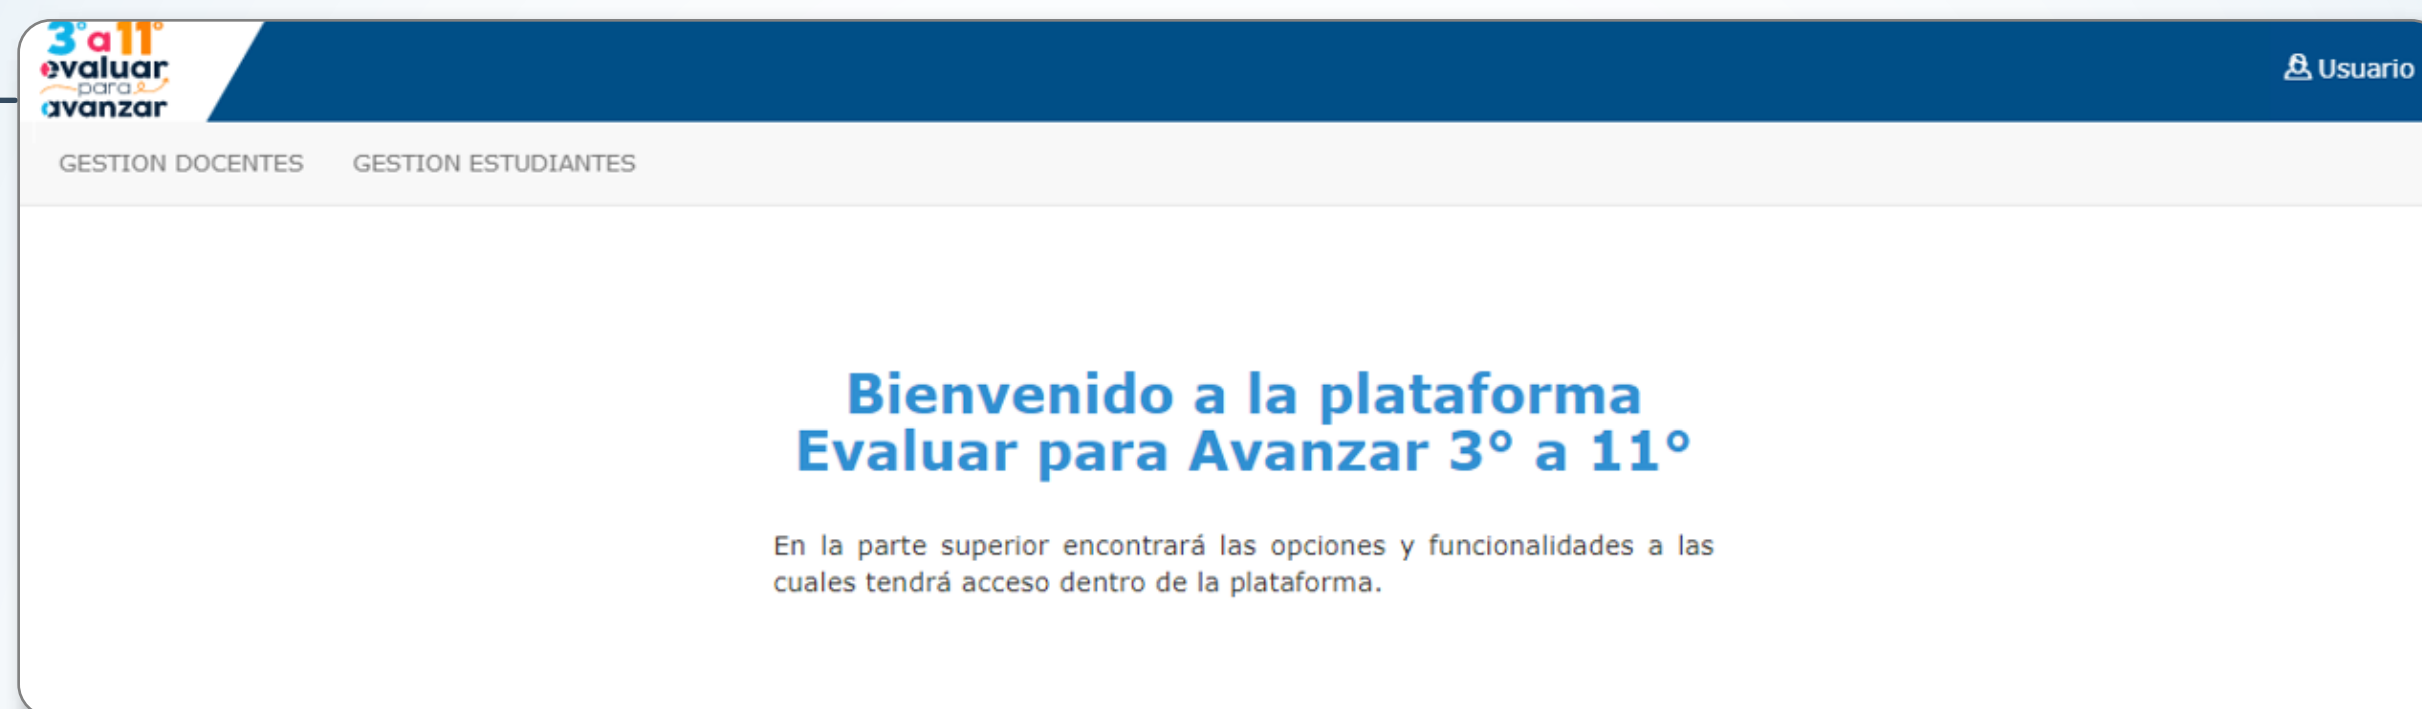 3° a 11°
evaluar
para
avanzar
Usuario
GESTION DOCENTES GESTION ESTUDIANTES
Bienvenido a la plataforma
Evaluar para Avanzar 3° a 11°
En la parte superior encontrará las opciones y funcionalidades a las
cuales tendrá acceso dentro de la plataforma.